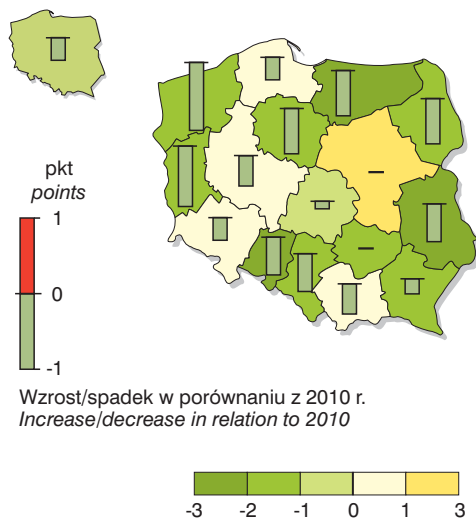 pkt
points
1
0
-1
Wzrost/spadek w porównaniu z 2010 r.
Increase/decrease in relation to 2010
-3 -2 -1 0 1 3